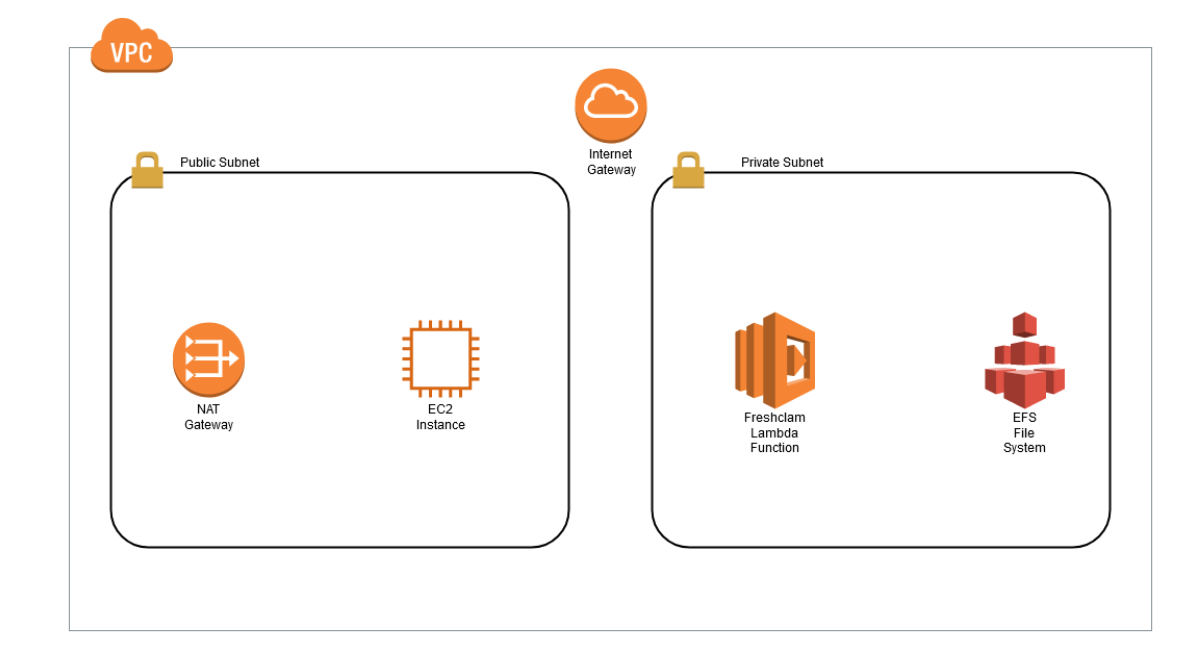 VPC
Internet
Gateway
Public Subnet
Private Subnet
NAT
Gateway
EC2
Instance
Freshclam
Lambda
Function
EFS
File
System